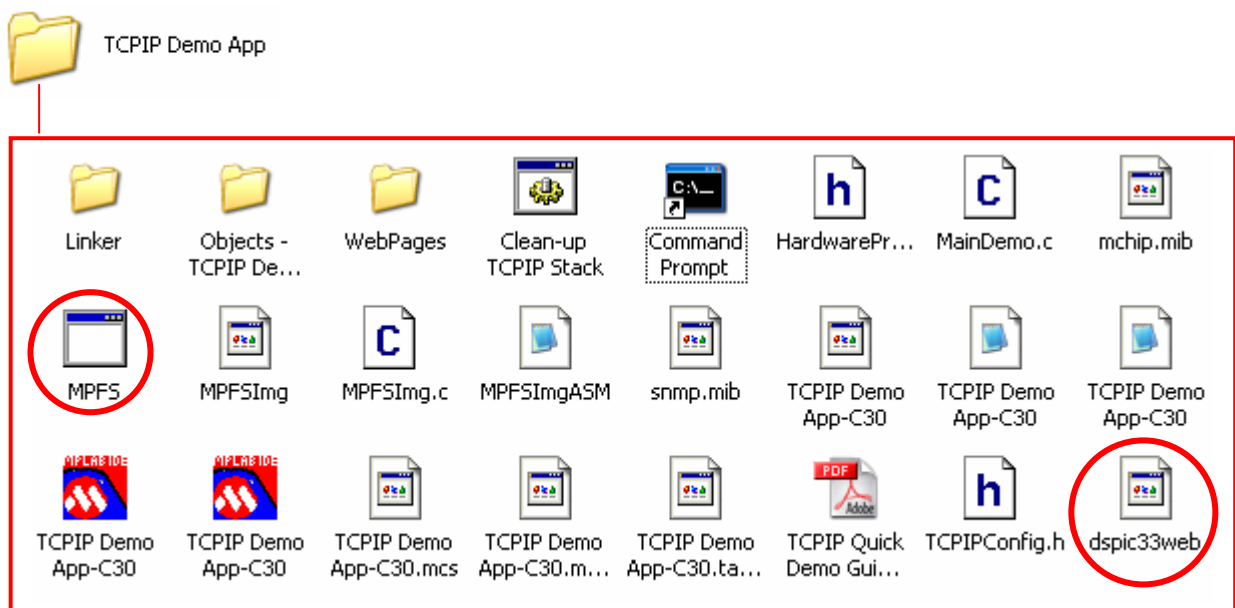 TCPIP Demo App
C:\_
h
C
Linker
Objects -
TCPIP De...
WebPages
Clean-up
TCPIP Stack
Command
Prompt
HardwarePr...
MainDemo.c
mchip.mib
C
MPFS
MPFSImg
MPFSImg.c
MPFSImgASM
snmp.mib
TCPIP Demo
App-C30
TCPIP Demo
App-C30
TCPIP Demo
App-C30
MPLAB IDE
MPLAB IDE
PDF
Adobe
h
TCPIP Demo
App-C30
TCPIP Demo
App-C30
TCPIP Demo
App-C30.mcs
TCPIP Demo
App-C30.m...
TCPIP Demo
App-C30.ta...
TCPIP Quick
Demo Gui...
TCPIPConfig.h
dspic33web